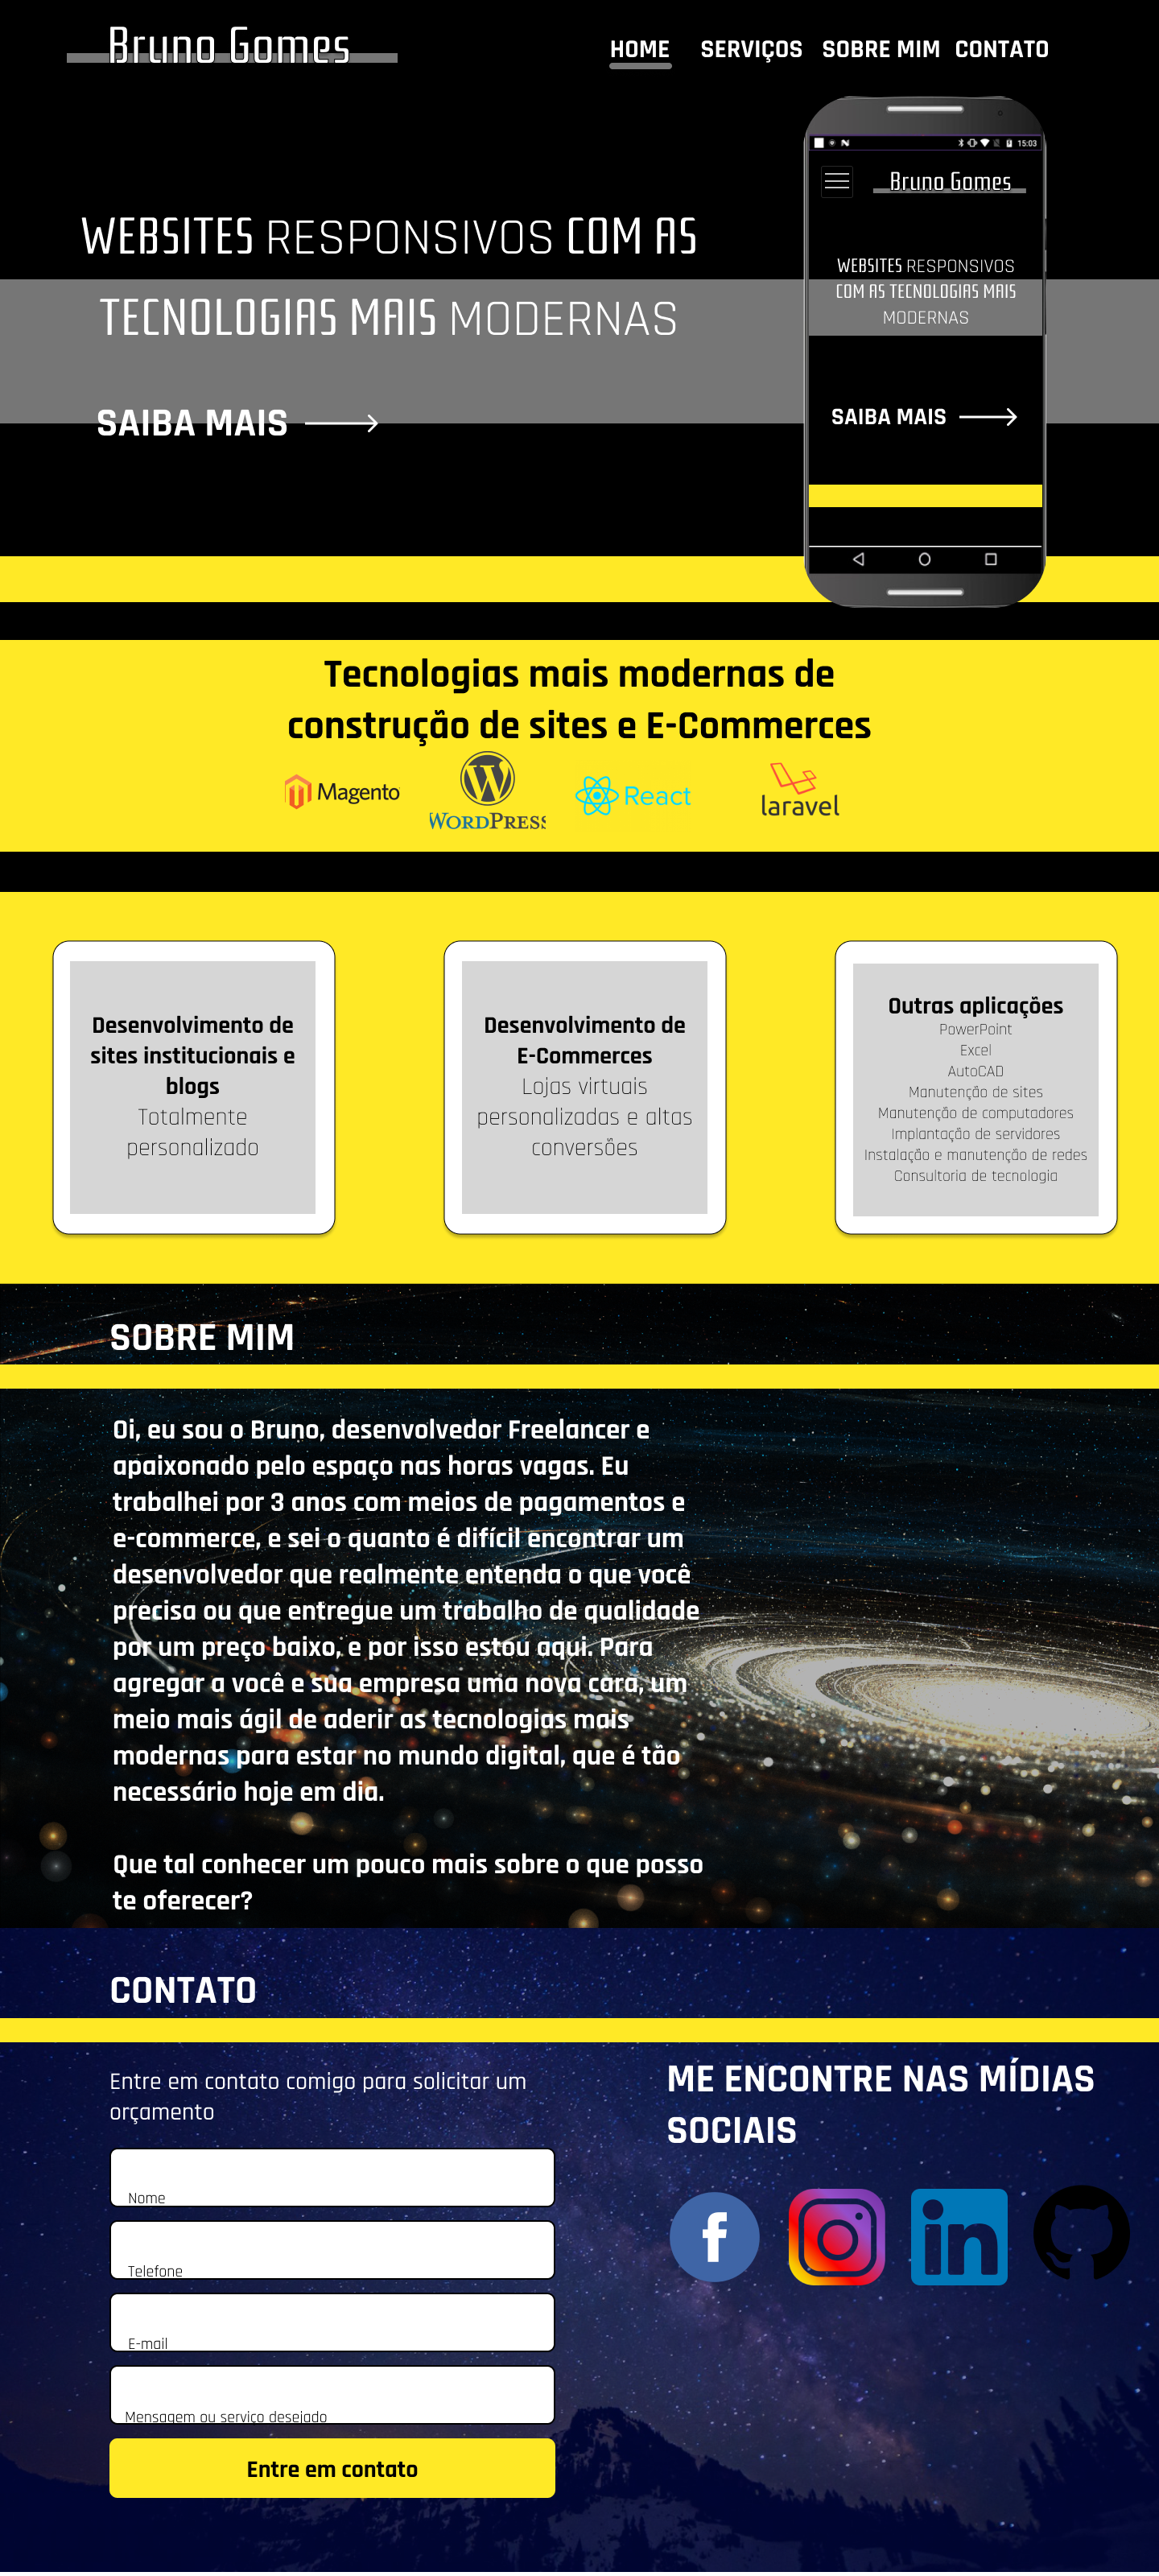 Bruno Gomes
HOME SERVIÇOS SOBRE MIM CONTATO
15:03
Bruno Gomes
WEBSITES RESPONSIVOS
COM AS TECNOLOGIAS MAIS
MODERNAS
SAIBA MAIS
WEBSITES RESPONSIVOS COM AS
TECNOLOGIAS MAIS MODERNAS
SAIBA MAIS
Tecnologias mais modernas de
construção de sites e E-Commerces
Magento
WORDPRESS
React
laravel
Desenvolvimento de
sites institucionais e
blogs
Totalmente
personalizado
Desenvolvimento de
E-Commerces
Lojas virtuais
personalizadas e altas
conversões
Outras aplicações
PowerPoint
Excel
AutoCAD
Manutenção de sites
Manutenção de computadores
Implantação de servidores
Instalação e manutenção de redes
Consultoria de tecnologia
SOBRE MIM
Oi, eu sou o Bruno, desenvolvedor Freelancer e
apaixonado pelo espaço nas horas vagas. Eu
trabalhei por 3 anos com meios de pagamentos e
e-commerce, e sei o quanto é difícil encontrar um
desenvolvedor que realmente entenda o que você
precisa ou que entregue um trabalho de qualidade
por um preço baixo, e por isso estou aqui. Para
agregar a você e sua empresa uma nova cara, um
meio mais ágil de aderir as tecnologias mais
modernas para estar no mundo digital, que é tão
necessário hoje em dia.
Que tal conhecer um pouco mais sobre o que posso
te oferecer?
CONTATO
Entre em contato comigo para solicitar um
orçamento
Nome
Telefone
E-mail
Mensagem ou serviço desejado
Entre em contato
ME ENCONTRE NAS MÍDIAS
SOCIAIS
f
in